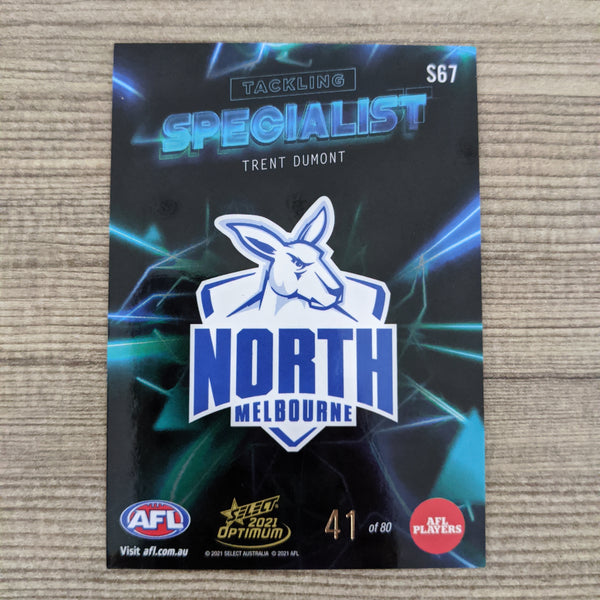 S67
TACKLING
SPECIALIST
TRENT DUMONT
NORTH
MELBOURNE
AFL
Visit afl.com.au
SELECT
2021
OPTIMUM
© 2021 SELECT AUSTRALIA © 2021 AFL
41 of 80
AFL
PLAYERS